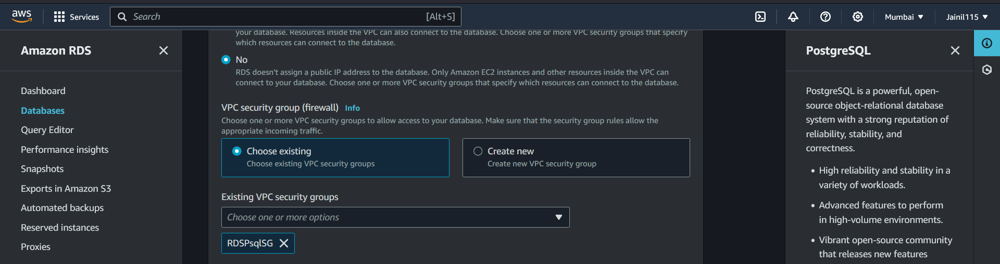 aws
Services
Search
[Alt+S]
Mumbai
Jainil115
Amazon RDS
Dashboard
Databases
Query Editor
Performance insights
Snapshots
Exports in Amazon S3
Automated backups
Reserved instances
Proxies
your database. Resources inside the VPC can also connect to the database. Choose one or more VPC security groups that specify
which resources can connect to the database.
No
RDS doesn't assign a public IP address to the database. Only Amazon EC2 instances and other resources inside the VPC can
connect to your database. Choose one or more VPC security groups that specify which resources can connect to the database.
VPC security group (firewall) Info
Choose one or more VPC security groups to allow access to your database. Make sure that the security group rules allow the
appropriate incoming traffic.
Choose existing
Choose existing VPC security groups
Create new
Create new VPC security group
Existing VPC security groups
Choose one or more options
RDSPsqlSG
PostgreSQL
PostgreSQL is a powerful, open-
source object-relational database
system with a strong reputation of
reliability, stability, and
correctness.
• High reliability and stability in a
variety of workloads.
• Advanced features to perform
in high-volume environments.
• Vibrant open-source community
that releases new features